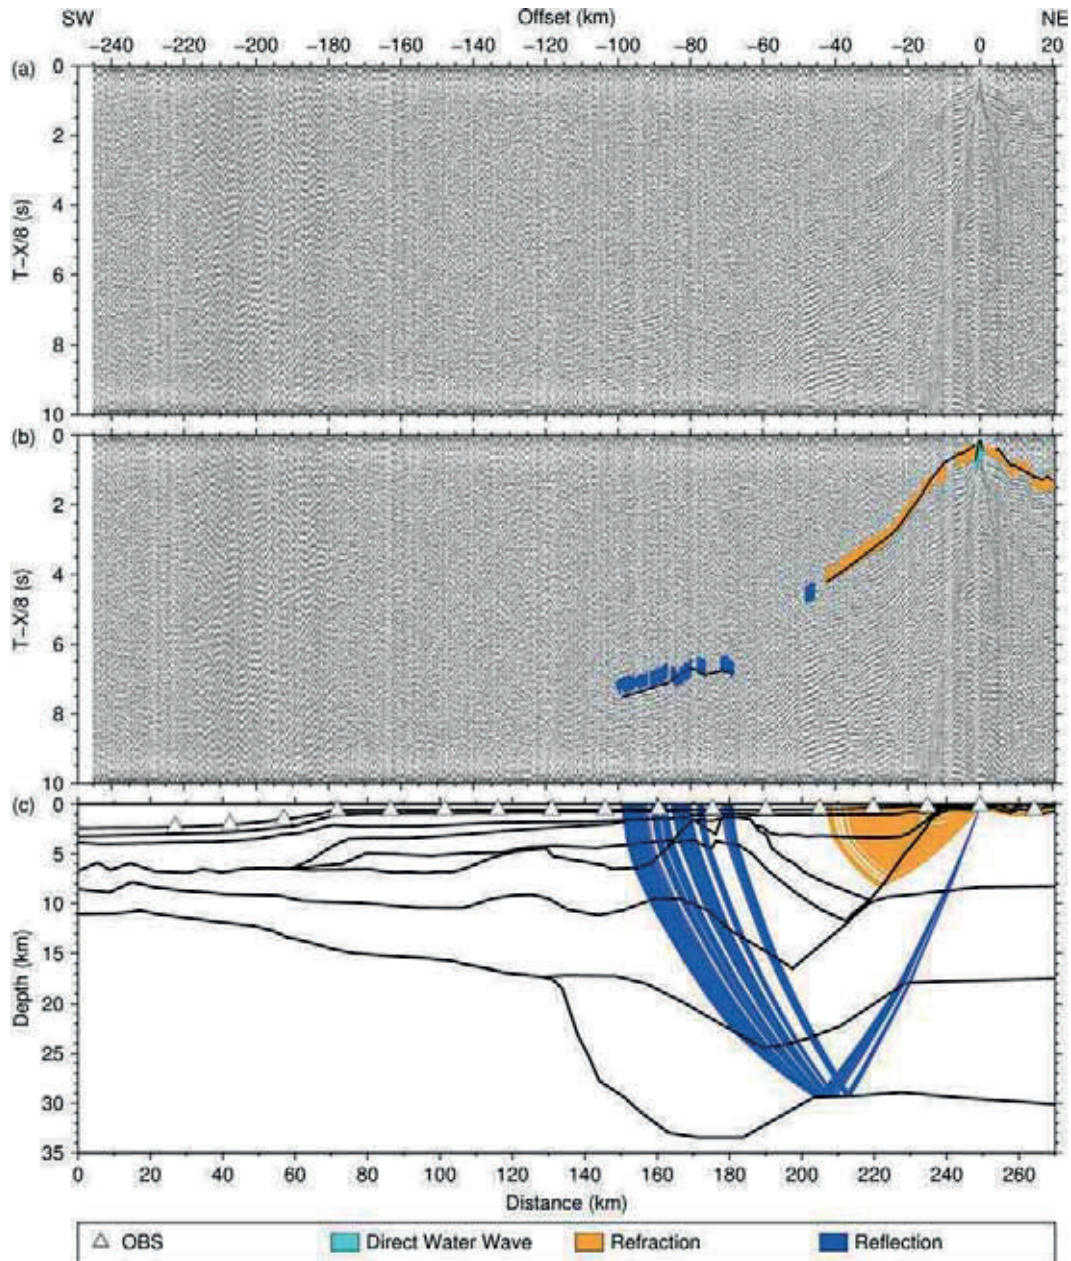 SW Offset (km) NE
−240 −220 −200 −180 −160 −140 −120 −100 −80 −60 −40 −20 0 20
(a)
0
2
4
6
8
10
T−X/8 (s)
(b)
0
2
4
6
8
10
T−X/8 (s)
(c)
0
5
10
15
20
25
30
35
Depth (km)
0 20 40 60 80 100 120 140 160 180 200 220 240 260
Distance (km)
OBS Direct Water Wave Refraction Reflection